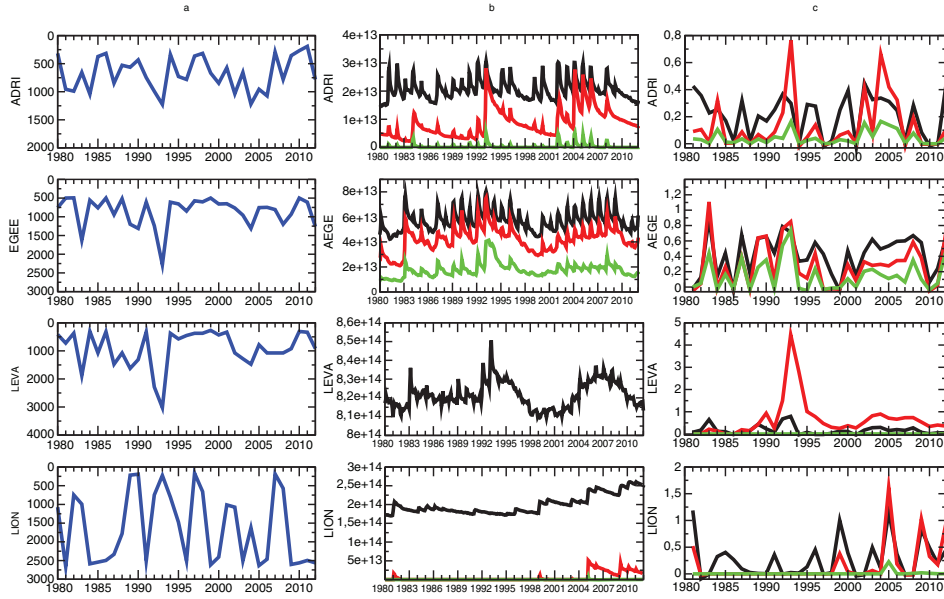 a
b
c
ADRI
0
500
1000
1500
2000
1980 1985 1990 1995 2000 2005 2010
ADRI
4e+13
3e+13
2e+13
1e+13
0
1980 1983 1986 1989 1992 1995 1998 2001 2004 2007 2010
ADRI
0,8
0,6
0,4
0,2
0
1980 1985 1990 1995 2000 2005 2010
EGEE
0
500
1000
1500
2000
2500
3000
1980 1985 1990 1995 2000 2005 2010
AEGE
8e+13
6e+13
4e+13
2e+13
0
1980 1983 1986 1989 1992 1995 1998 2001 2004 2007 2010
AEGE
1,2
1
0,8
0,6
0,4
0,2
0
1980 1985 1990 1995 2000 2005 2010
LEVA
0
1000
2000
3000
4000
1980 1985 1990 1995 2000 2005 2010
LEVA
8,6e+14
8,5e+14
8,4e+14
8,3e+14
8,2e+14
8,1e+14
8e+14
1980 1983 1986 1989 1992 1995 1998 2001 2004 2007 2010
LEVA
5
4
3
2
1
0
1980 1985 1990 1995 2000 2005 2010
LION
0
500
1000
1500
2000
2500
3000
1980 1985 1990 1995 2000 2005 2010
LION
3e+14
2,5e+14
2e+14
1,5e+14
1e+14
5e+13
1980 1983 1986 1989 1992 1995 1998 2001 2004 2007 2010
LION
2
1,5
1
0,5
0
1980 1985 1990 1995 2000 2005 2010